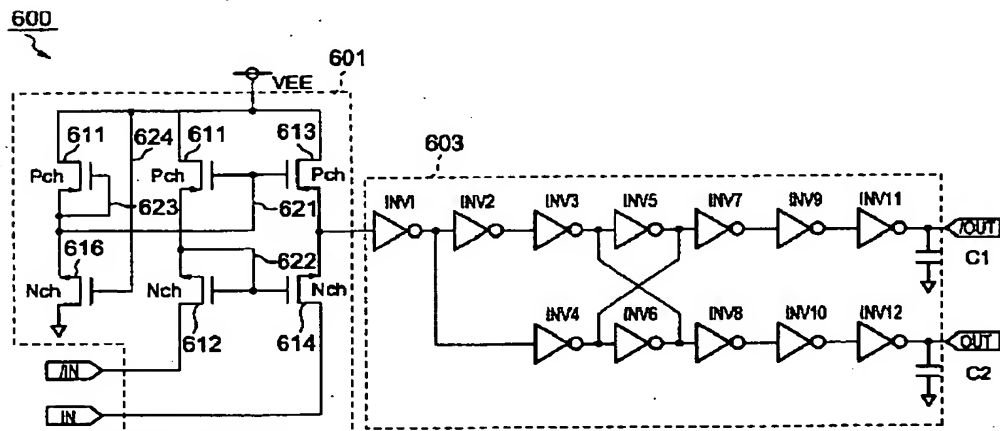 600
601
VEE
611
624
611
613
603
Pch
Pch
Pch
623
621
INV1
INV2
INV3
INV5
INV7
INV9
INV11
/OUT
C1
616
622
Nch
Nch
Nch
612
614
INV4
INV6
INV8
INV10
INV12
OUT
C2
/IN
IN